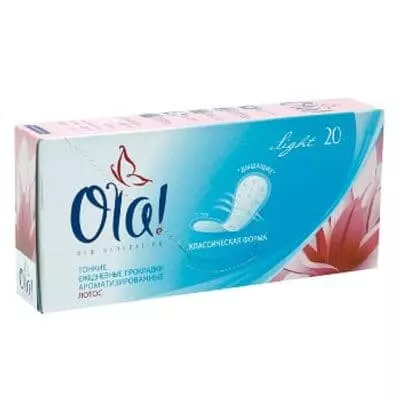 Ola!
e
light 20
"ДЫШАЩИЕ"
КЛАССИЧЕСКАЯ ФОРМА
ТОНКИЕ
ЕЖЕДНЕВНЫЕ ПРОКЛАДКИ
АРОМАТИЗИРОВАННЫЕ
ЛОТОС